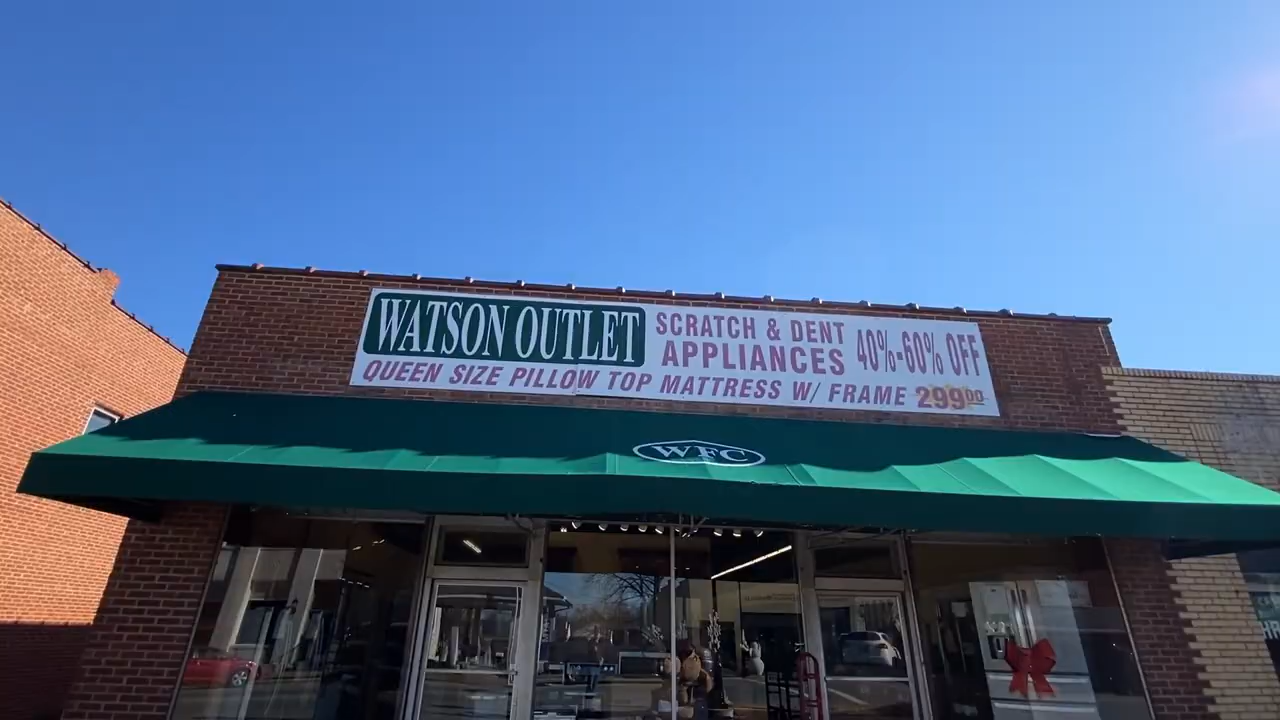 WATSON OUTLET
SCRATCH & DENT
APPLIANCES
40%-60% OFF
QUEEN SIZE PILLOW TOP MATTRESS W/ FRAME 299.00
WFC